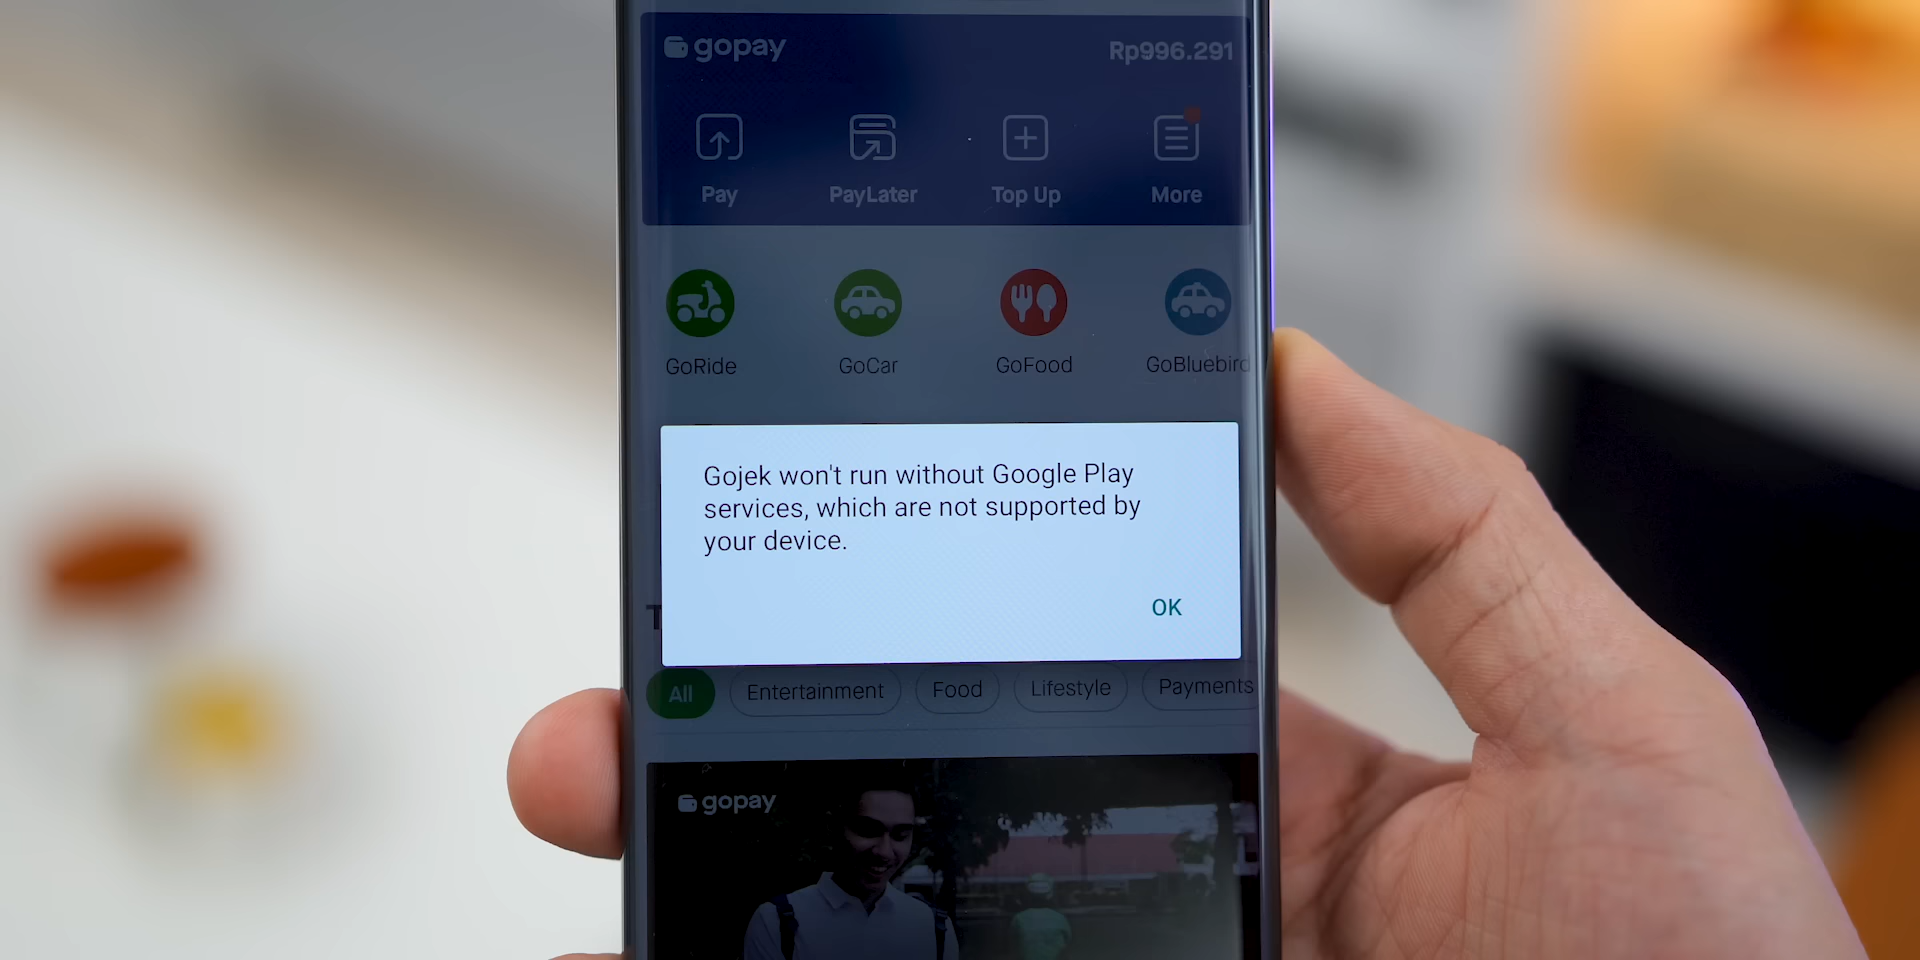 gopay Rp996.291
Pay PayLater Top Up More
GoRide GoCar GoFood GoBluebird
Gojek won't run without Google Play
services, which are not supported by
your device.
OK
T
All Entertainment Food Lifestyle Payments
gopay